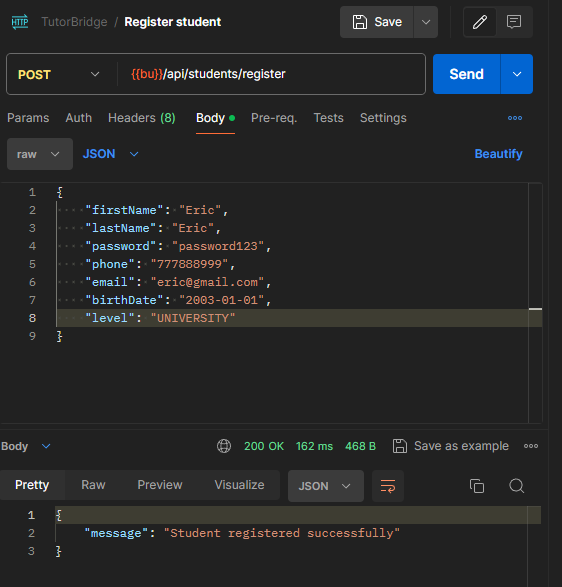 HTTP TutorBridge / Register student Save
POST {{bu}}/api/students/register Send
Params Auth Headers (8) Body Pre-req. Tests Settings
raw JSON Beautify
1 {
2 "firstName": "Eric",
3 "lastName": "Eric",
4 "password": "password123",
5 "phone": "777888999",
6 "email": "eric@gmail.com",
7 "birthDate": "2003-01-01",
8 "level": "UNIVERSITY"
9 }
Body 200 OK 162 ms 468 B Save as example
Pretty Raw Preview Visualize JSON
1 {
2 "message": "Student registered successfully"
3 }